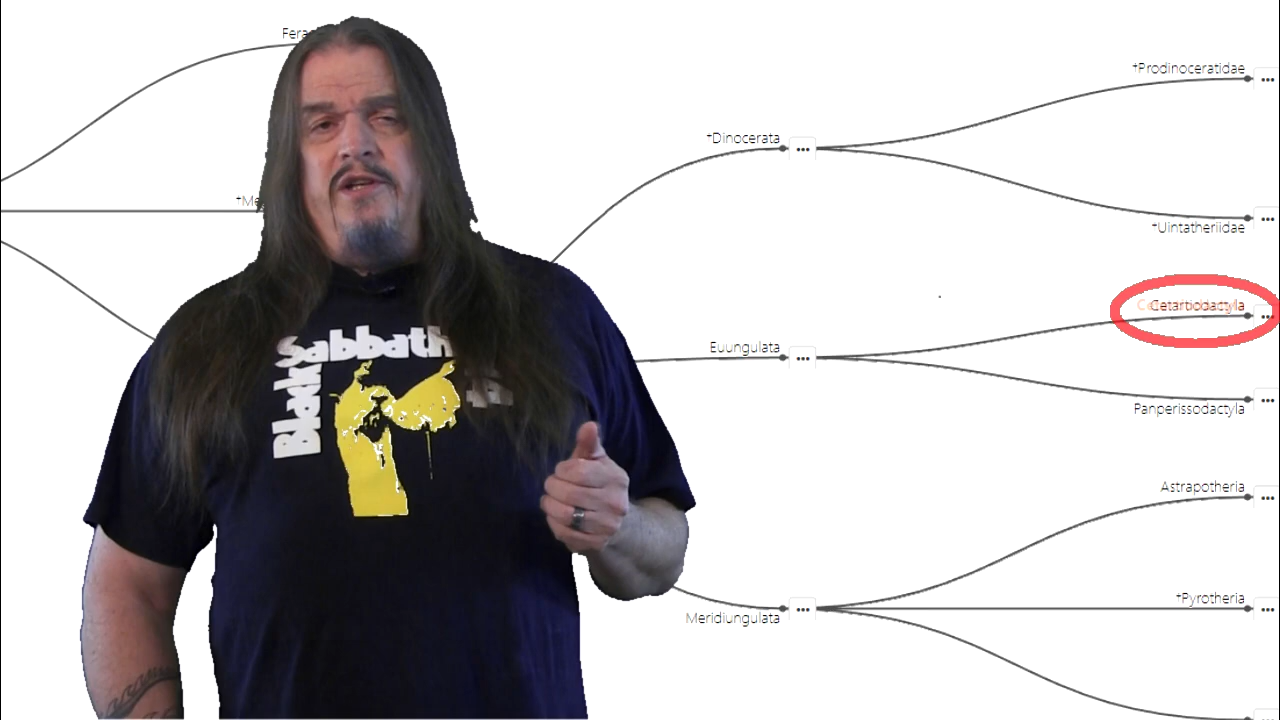 †Prodinoceratidae
†Dinocerata
†Uintatheriidae
Cetartiodactyla
Euungulata
Panperissodactyla
Black
Sabbath
Astrapotheria
†Pyrotheria
Meridiungulata